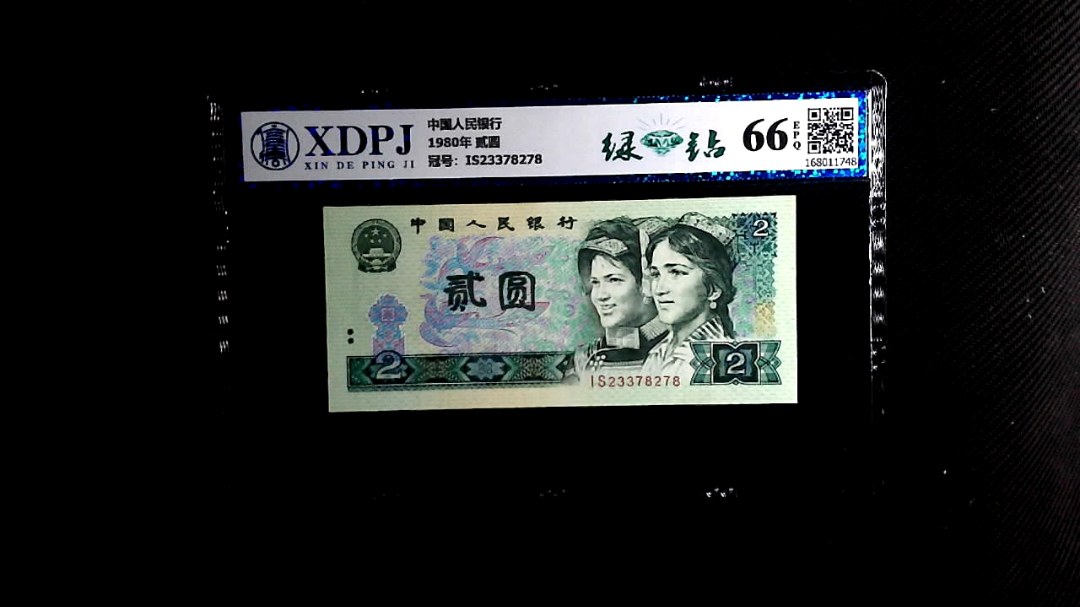 XDPJ
XIN DE PING JI
中国人民银行
1980年 贰圆
冠号：IS23378278
绿钻
66
EPQ
168011748
中国人民银行
2
贰圆
2
IS23378278
2